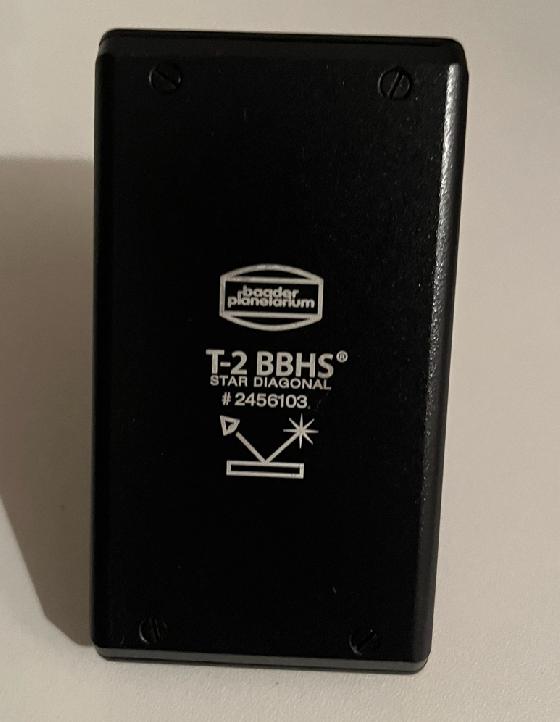 baader
planetarium
T-2 BBHS®
STAR DIAGONAL
# 2456103